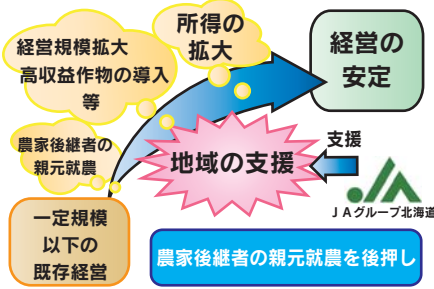 所得の
拡大
経営規模拡大
高収益作物の導入
等
経営の
安定
農家後継者の
親元就農
地域の支援
支援
JAグループ北海道
一定規模
以下の
既存経営
農家後継者の親元就農を後押し